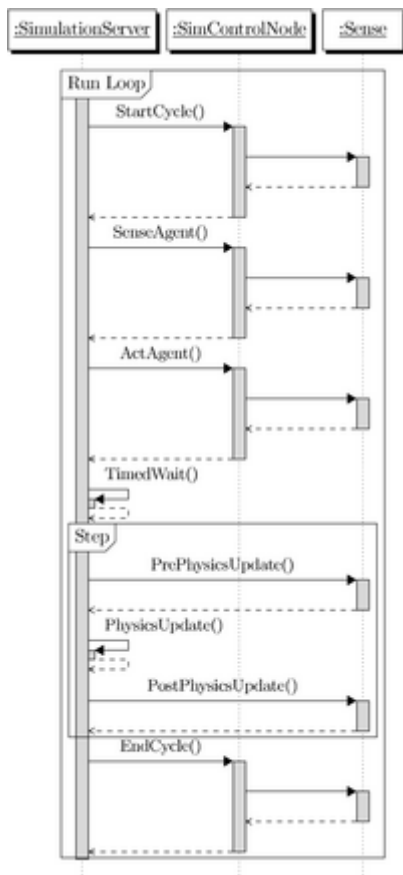 :SimulationServer :SimControlNode :Sense
Run Loop
StartCycle()
SenseAgent()
ActAgent()
TimedWait()
Step
PrePhysicsUpdate()
PhysicsUpdate()
PostPhysicsUpdate()
EndCycle()